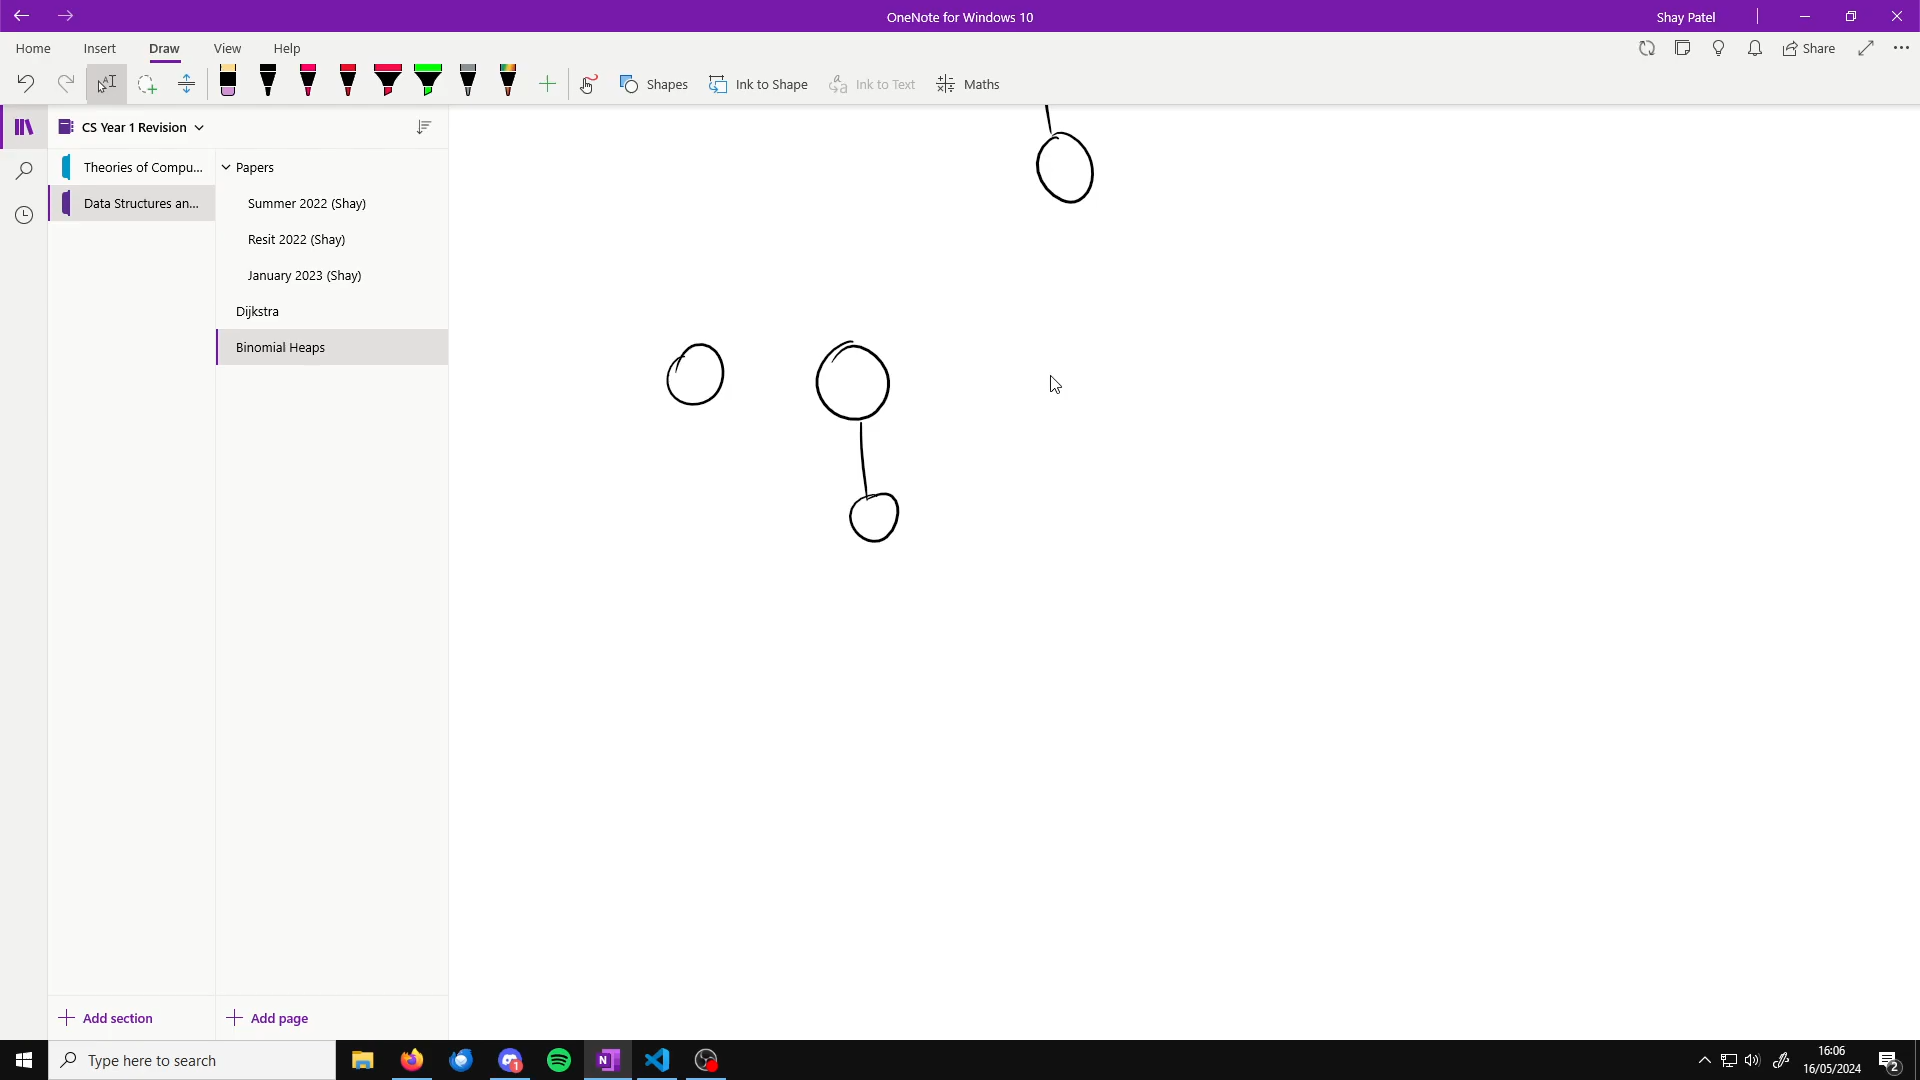 OneNote for Windows 10
Shay Patel
Home Insert Draw View Help
Share
Shapes Ink to Shape Ink to Text Maths
CS Year 1 Revision
Theories of Compu...
Data Structures an...
Papers
Summer 2022 (Shay)
Resit 2022 (Shay)
January 2023 (Shay)
Dijkstra
Binomial Heaps
Add section
Add page
Type here to search
16:06
16/05/2024
1
2